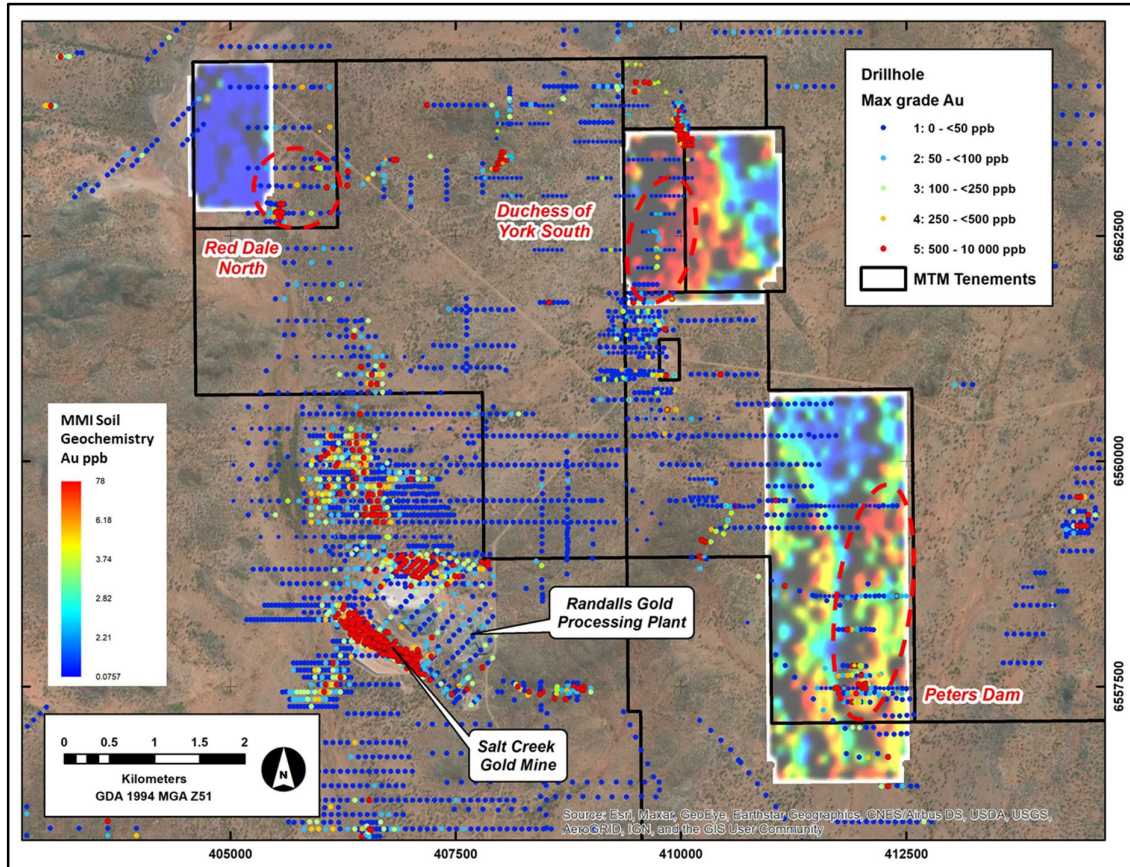 Drillhole
Max grade Au
1: 0 - <50 ppb
2: 50 - <100 ppb
3: 100 - <250 ppb
4: 250 - <500 ppb
5: 500 - 10 000 ppb
MTM Tenements
Duchess of
York South
Red Dale
North
6562500
MMI Soil
Geochemistry
Au ppb
78
6.18
3.74
2.82
2.21
0.0757
6560000
Randalls Gold
Processing Plant
Peters Dam
6557500
Salt Creek
Gold Mine
0 0.5 1 1.5 2
Kilometers
GDA 1994 MGA Z51
N
Source: Esri, Maxar, GeoEye, Earthstar Geographics, CNES/Airbus DS, USDA, USGS,
AeroGRID, IGN, and the GIS User Community
405000 407500 410000 412500